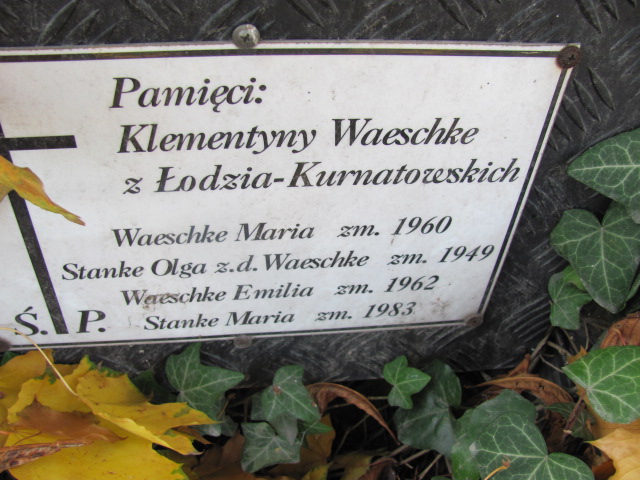 Pamięci:
Klementyny Waeschke
z Łodzia-Kurnatowskich
Waeschke Maria zm. 1960
Stanke Olga z.d. Waeschke zm. 1949
Waeschke Emilia zm. 1962
Ś. P. Stanke Maria zm. 1983